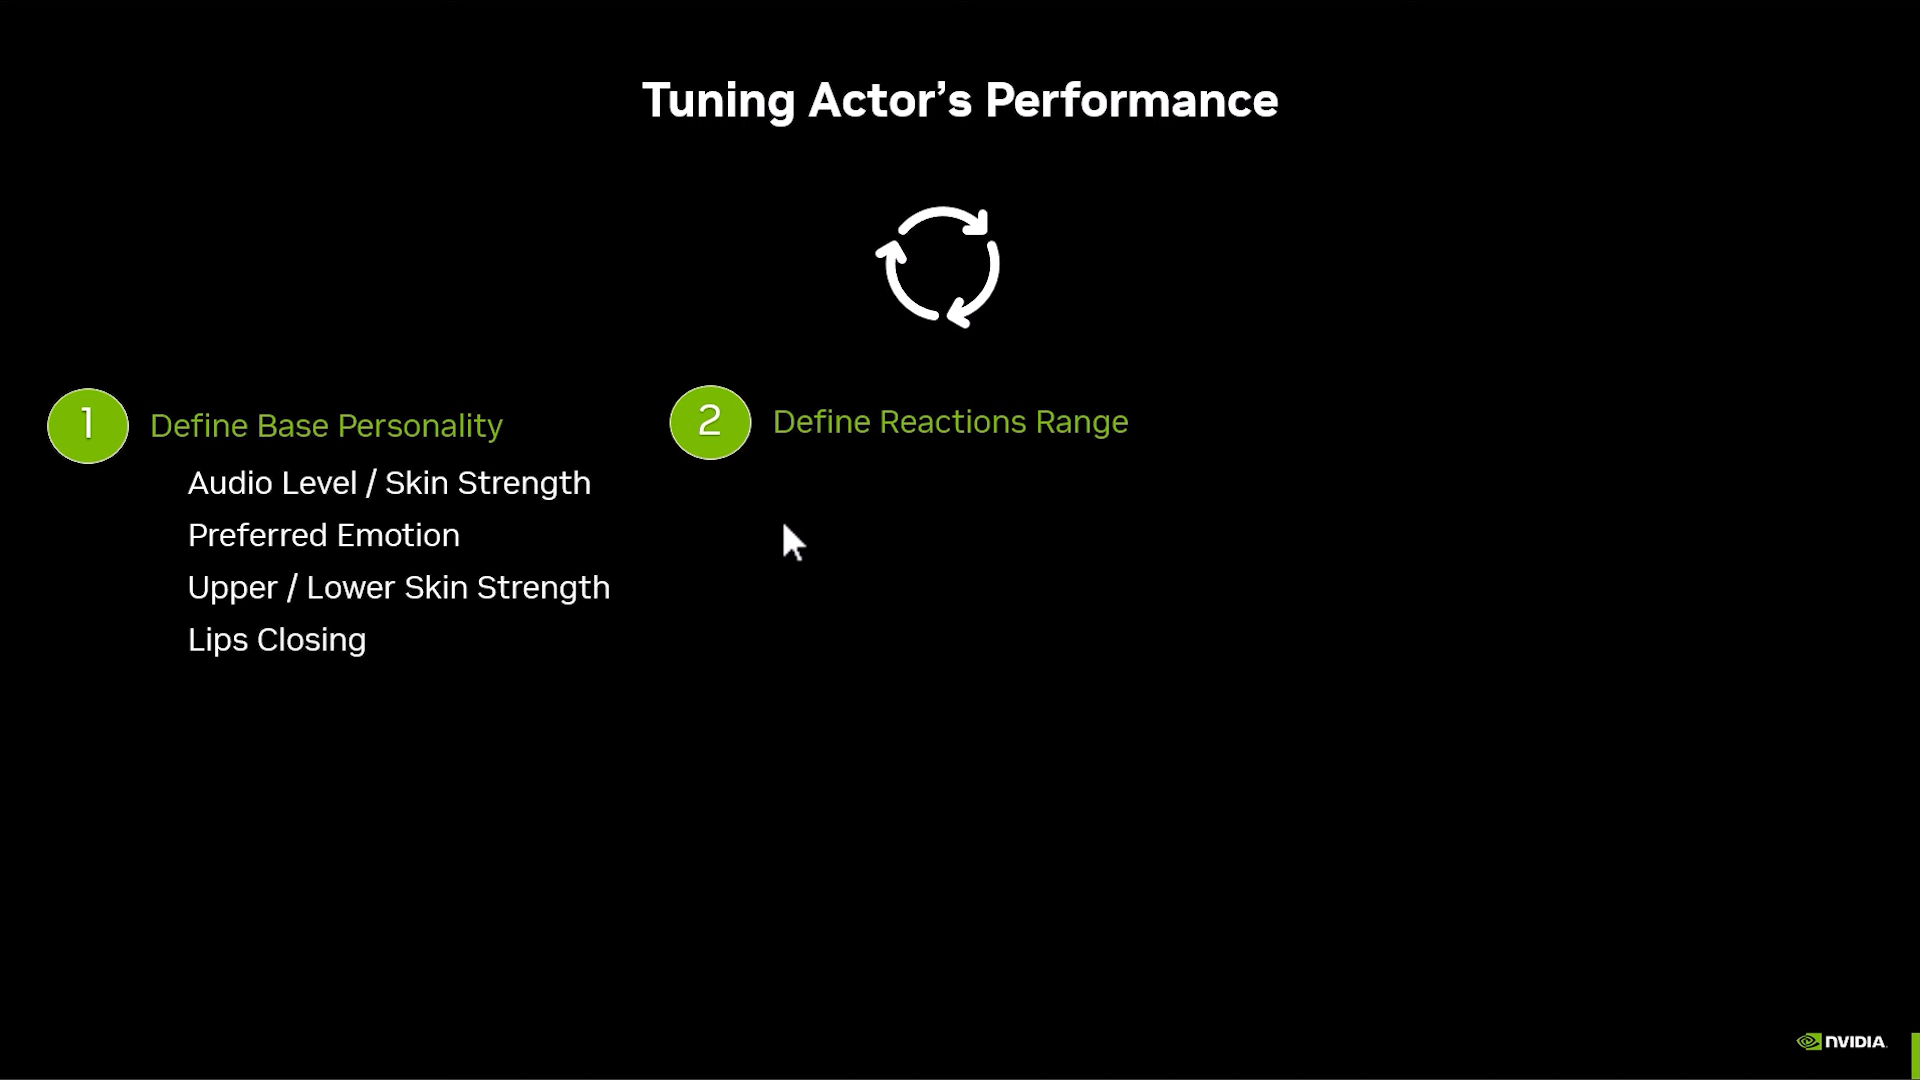 Tuning Actor’s Performance
1
Define Base Personality
Audio Level / Skin Strength
Preferred Emotion
Upper / Lower Skin Strength
Lips Closing
2
Define Reactions Range
NVIDIA.